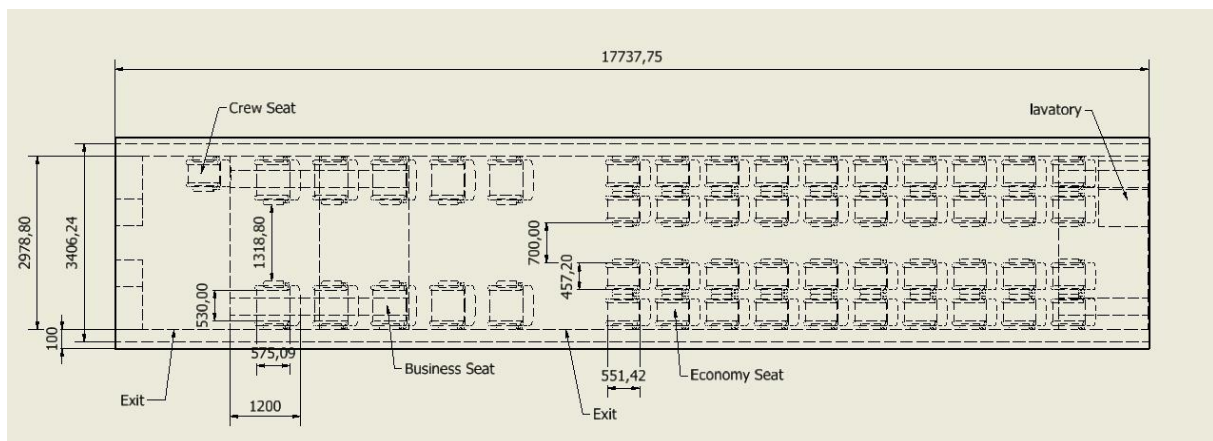 17737,75
Crew Seat
lavatory
2978,80
3406,24
1318,80
700,00
457,20
530,00
100
575,09
Business Seat
551,42
Economy Seat
Exit
1200
Exit